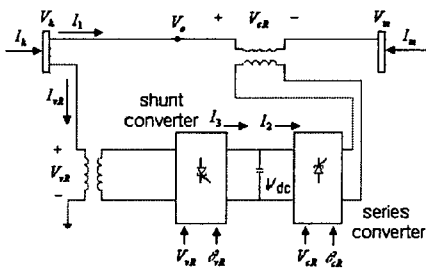 V_k I_1 V_o + V_cR − V_m
I_k I_m
I_vR
shunt
converter
I_3 I_2
+
V_vR
−
V_dc
series
converter
V_vR θ_vR V_cR θ_cR